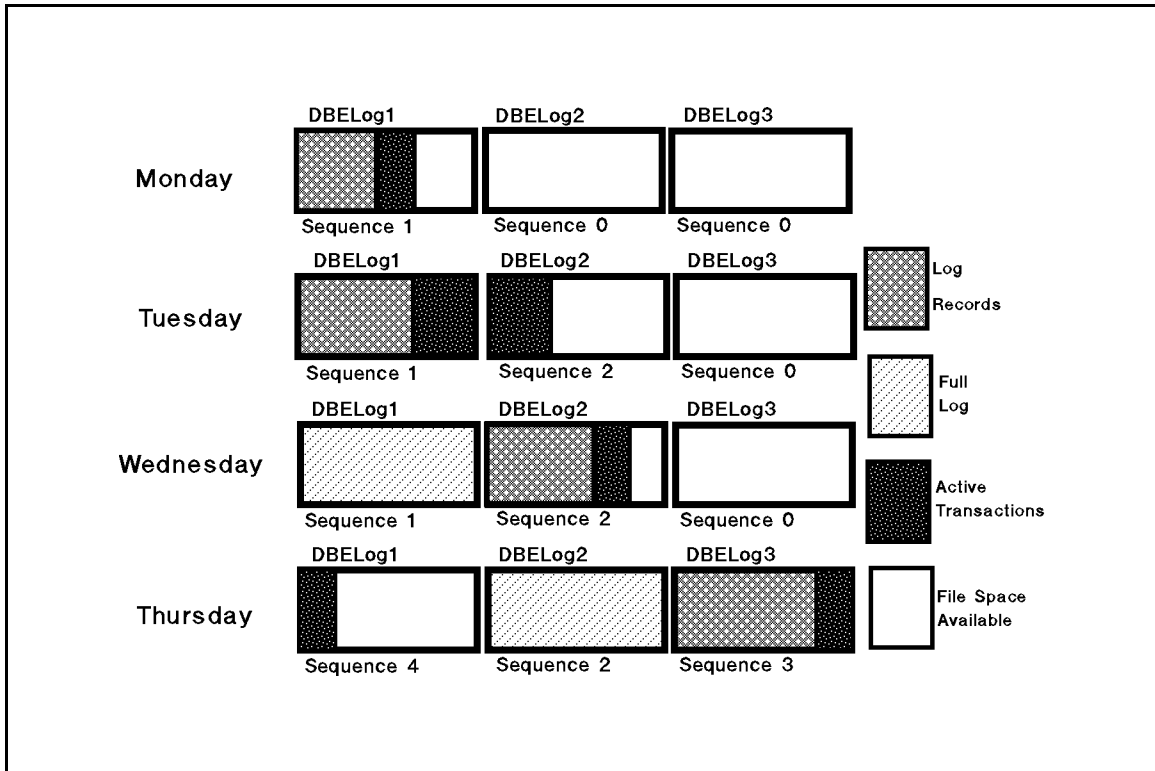 DBELog1 DBELog2 DBELog3
Monday
Sequence 1 Sequence 0 Sequence 0
DBELog1 DBELog2 DBELog3
Tuesday
Sequence 1 Sequence 2 Sequence 0
DBELog1 DBELog2 DBELog3
Wednesday
Sequence 1 Sequence 2 Sequence 0
DBELog1 DBELog2 DBELog3
Thursday
Sequence 4 Sequence 2 Sequence 3
Log
Records
Full
Log
Active
Transactions
File Space
Available